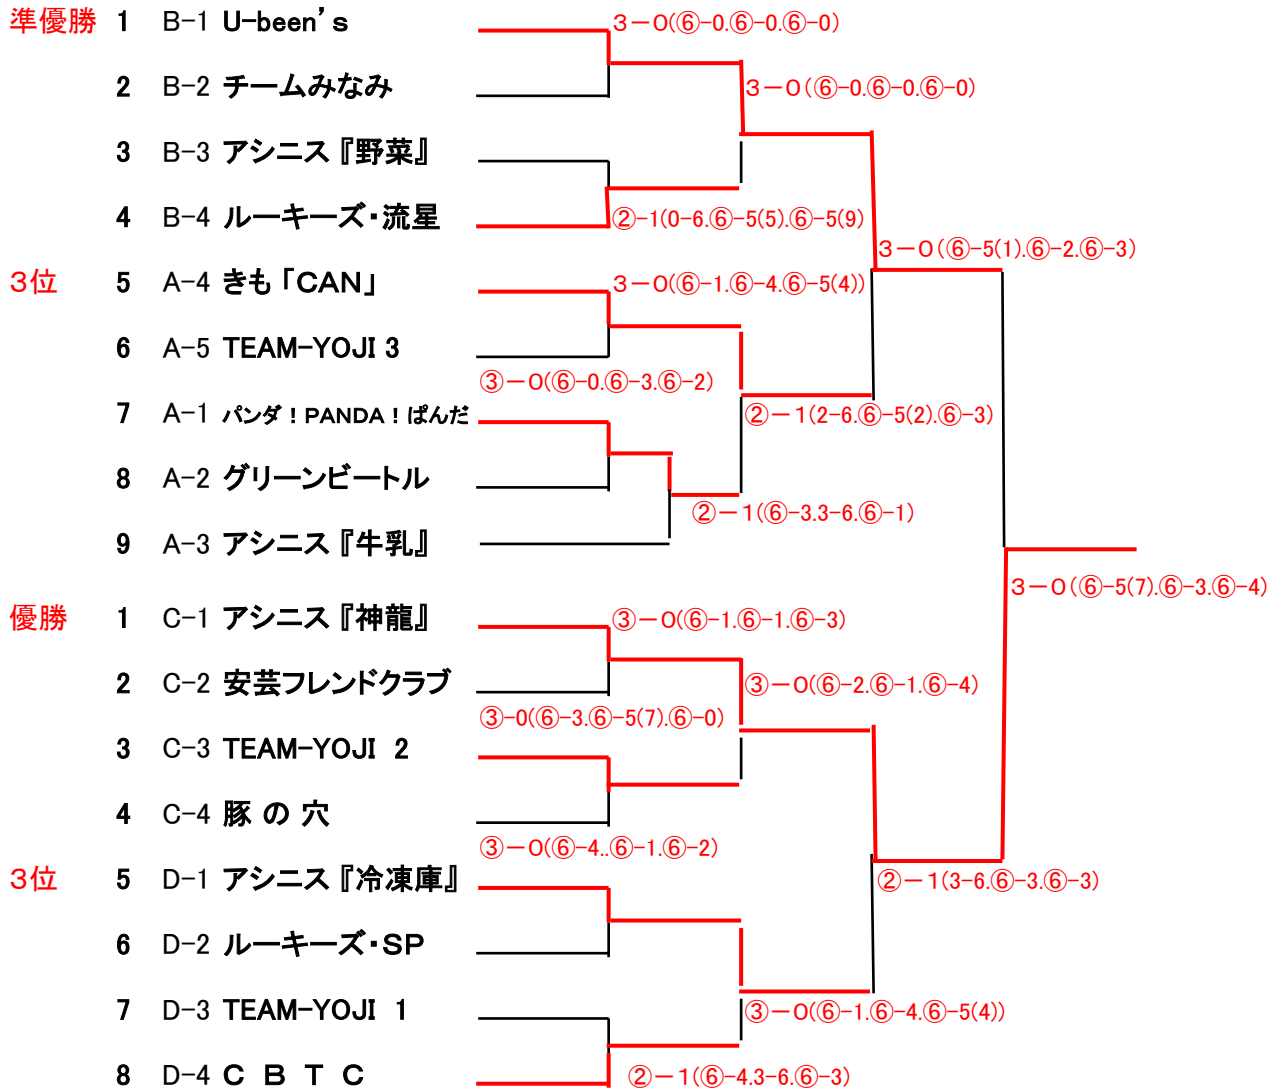 準優勝 1 B-1 U-been's 3－0(⑥-0.⑥-0.⑥-0)
2 B-2 チームみなみ 3－0(⑥-0.⑥-0.⑥-0)
3 B-3 アシニス『野菜』
4 B-4 ルーキーズ・流星 ②-1(0-6.⑥-5(5).⑥-5(9)
3－0(⑥-5(1).⑥-2.⑥-3)
3位 5 A-4 きも「CAN」 3－0(⑥-1.⑥-4.⑥-5(4))
6 A-5 TEAM-YOJI 3
③－0(⑥-0.⑥-3.⑥-2)
7 A-1 パンダ！PANDA！ぱんだ ②－1(2-6.⑥-5(2).⑥-3)
8 A-2 グリーンビートル
②－1(⑥-3.3-6.⑥-1)
9 A-3 アシニス『牛乳』
3－0(⑥-5(7).⑥-3.⑥-4)
優勝 1 C-1 アシニス『神龍』 ③－0(⑥-1.⑥-1.⑥-3)
2 C-2 安芸フレンドクラブ ③－0(⑥-2.⑥-1.⑥-4)
③-0(⑥-3.⑥-5(7).⑥-0)
3 C-3 TEAM-YOJI 2
4 C-4 豚の穴
③－0(⑥-4..⑥-1.⑥-2)
3位 5 D-1 アシニス『冷凍庫』 ②－1(3-6.⑥-3.⑥-3)
6 D-2 ルーキーズ・SP
7 D-3 TEAM-YOJI 1 ③－0(⑥-1.⑥-4.⑥-5(4))
8 D-4 C B T C ②－1(⑥-4.3-6.⑥-3)